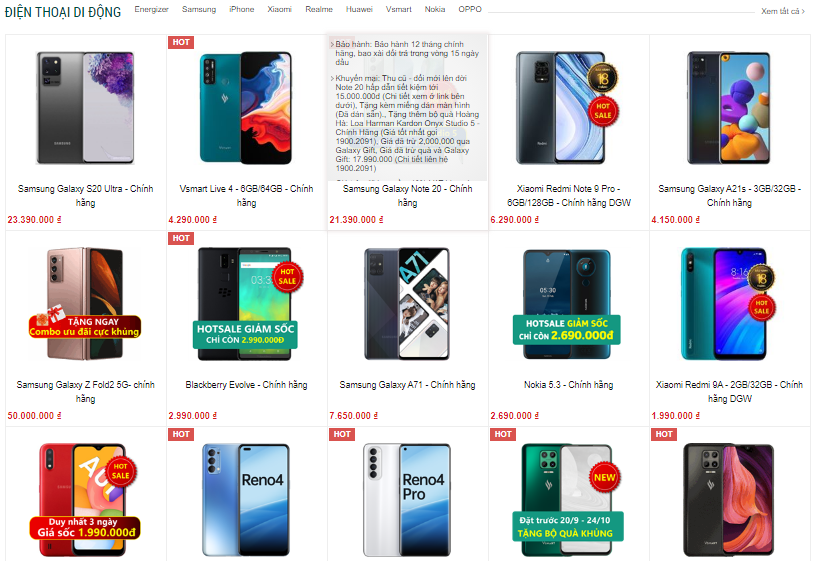 ĐIỆN THOẠI DI ĐỘNG
Energizer Samsung iPhone Xiaomi Realme Huawei Vsmart Nokia OPPO
Xem tất cả >
Samsung Galaxy S20 Ultra - Chính
hãng
23.390.000 ₫
HOT
Vsmart Live 4 - 6GB/64GB - Chính
hãng
4.290.000 ₫
Bảo hành: Bảo hành 12 tháng chính
hãng, bao xài đổi trả trong vòng 15 ngày
đầu
Khuyến mại: Thu cũ - đổi mới lên đời
Note 20 hấp dẫn tiết kiệm tới
15.000.000đ (Chi tiết xem ở link bên
dưới), Tặng kèm miếng dán màn hình
(Đã dán sẵn)., Tặng thêm bộ quà Hoàng
Hà: Loa Harman Kardon Onyx Studio 5 -
Chính Hãng (Giá tốt nhất gọi
1900.2091), Giá đã trừ 2,000,000 qua
Galaxy Gift, Giá đã trừ quà và Galaxy
Gift: 17.990.000 (Chi tiết liên hệ
1900.2091)
Samsung Galaxy Note 20 - Chính
hãng
21.390.000 ₫
HOT
18
HOT
SALE
Xiaomi Redmi Note 9 Pro -
6GB/128GB - Chính hãng DGW
6.290.000 ₫
Samsung Galaxy A21s - 3GB/32GB -
Chính hãng
4.150.000 ₫
TẶNG NGAY
Combo ưu đãi cực khủng
Samsung Galaxy Z Fold2 5G- chính
hãng
50.000.000 ₫
HOT
HOT
SALE
HOTSALE GIẢM SỐC
CHỈ CÒN 2.990.000Đ
Blackberry Evolve - Chính hãng
2.990.000 ₫
A71
Samsung Galaxy A71 - Chính hãng
7.650.000 ₫
05:30
HOTSALE GIẢM SỐC
CHỈ CÒN 2.690.000đ
Nokia 5.3 - Chính hãng
2.690.000 ₫
8:16
18
HOT
SALE
Xiaomi Redmi 9A - 2GB/32GB - Chính
hãng DGW
1.990.000 ₫
HOT
SALE
Duy nhất 3 ngày
Giá sốc 1.990.000đ
HOT
Reno4
HOT
Reno4
Pro
HOT
NEW
Đặt trước 20/9 - 24/10
TẶNG BỘ QUÀ KHỦNG
HOT